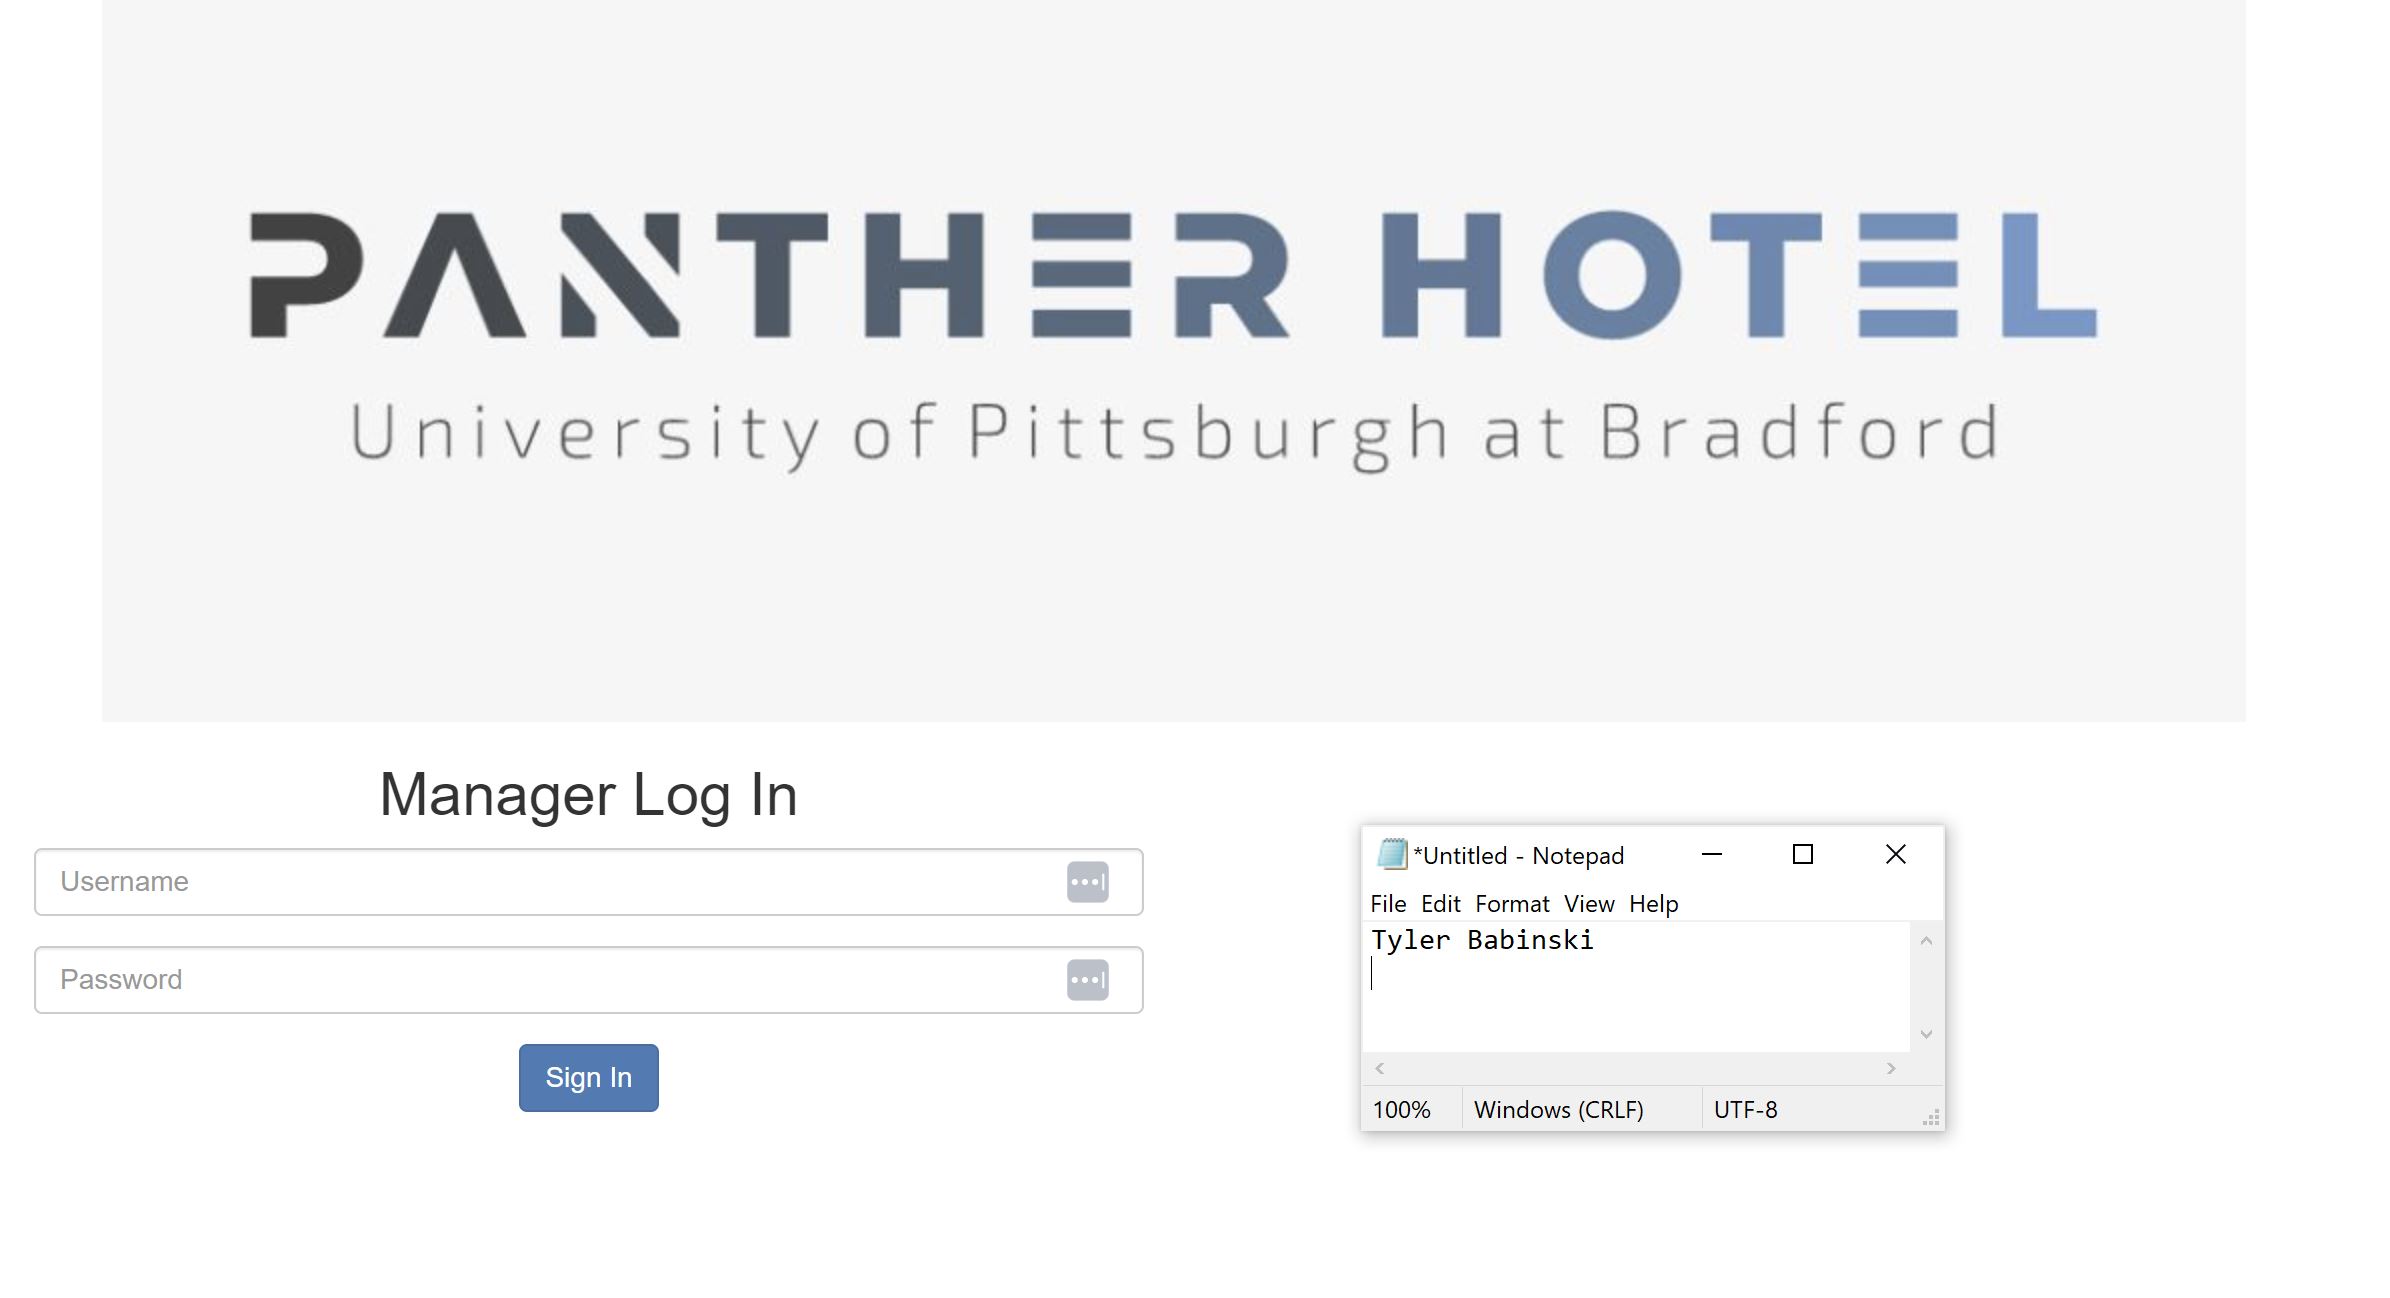 PANTHER HOTEL
University of Pittsburgh at Bradford
Manager Log In
Username
Password
Sign In
*Untitled - Notepad
File Edit Format View Help
Tyler Babinski
100% Windows (CRLF) UTF-8